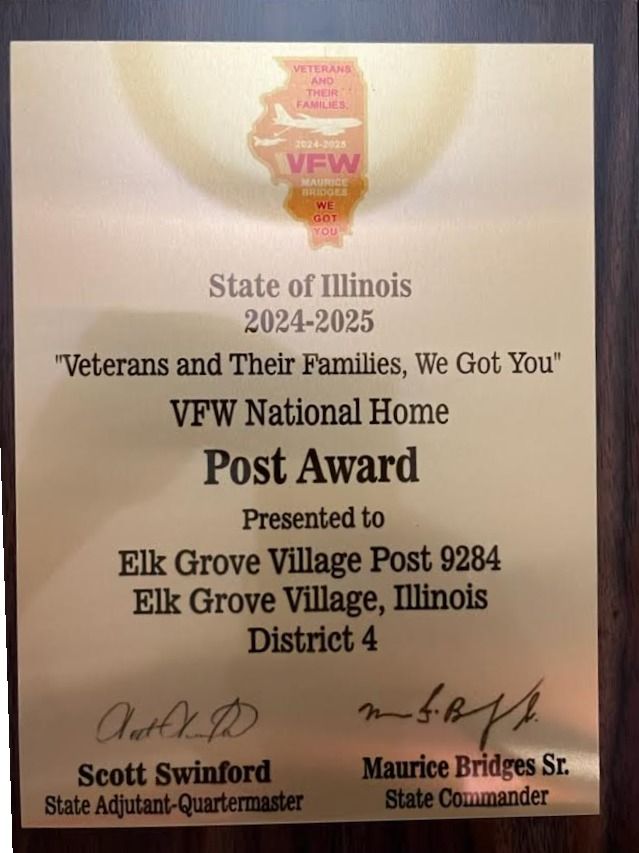 VETERANS
AND
THEIR
FAMILIES,
2024-2025
VFW
MAURICE
BRIDGES
WE
GOT
YOU
State of Illinois
2024-2025
"Veterans and Their Families, We Got You"
VFW National Home
Post Award
Presented to
Elk Grove Village Post 9284
Elk Grove Village, Illinois
District 4
Scott Swinford
State Adjutant-Quartermaster
Maurice Bridges Sr.
State Commander